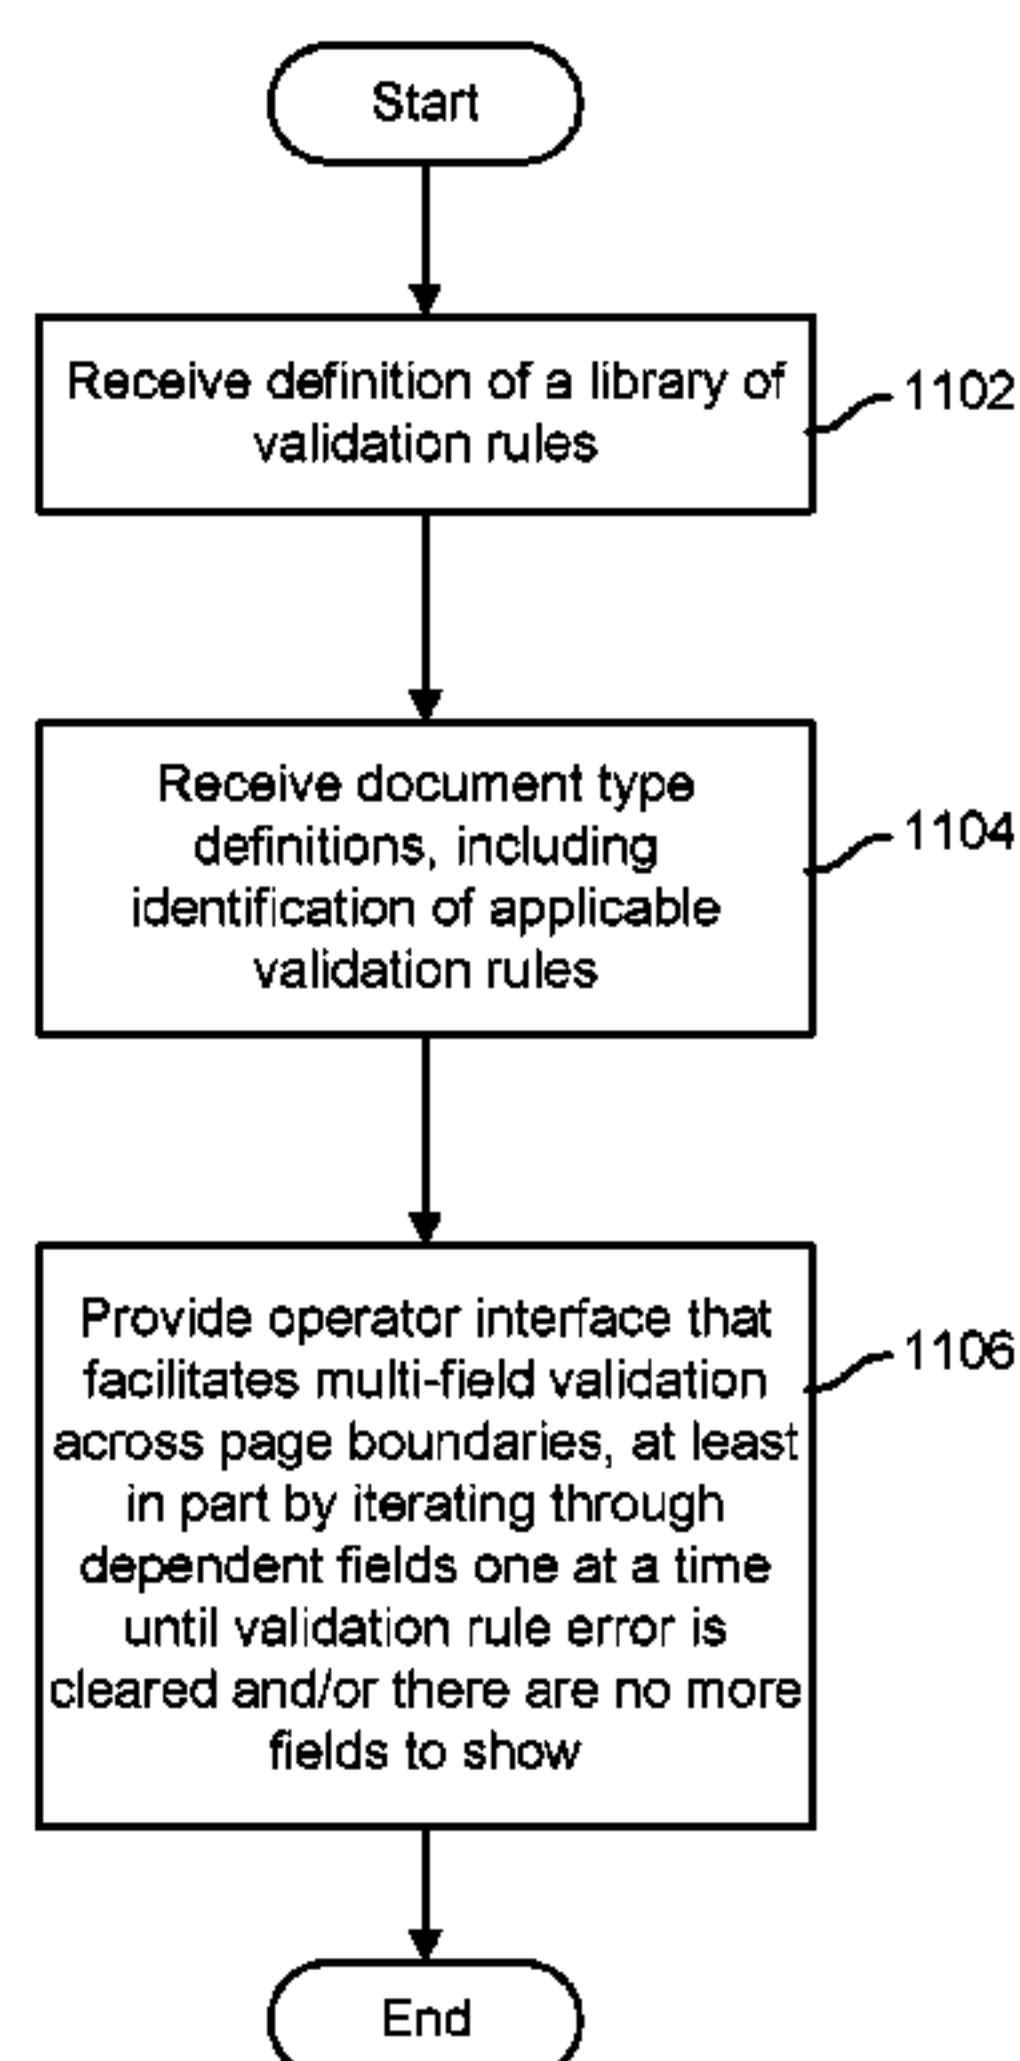 Start
Receive definition of a library of
validation rules
1102
Receive document type
definitions, including
identification of applicable
validation rules
1104
Provide operator interface that
facilitates multi-field validation
across page boundaries, at least
in part by iterating through
dependent fields one at a time
until validation rule error is
cleared and/or there are no more
fields to show
1106
End